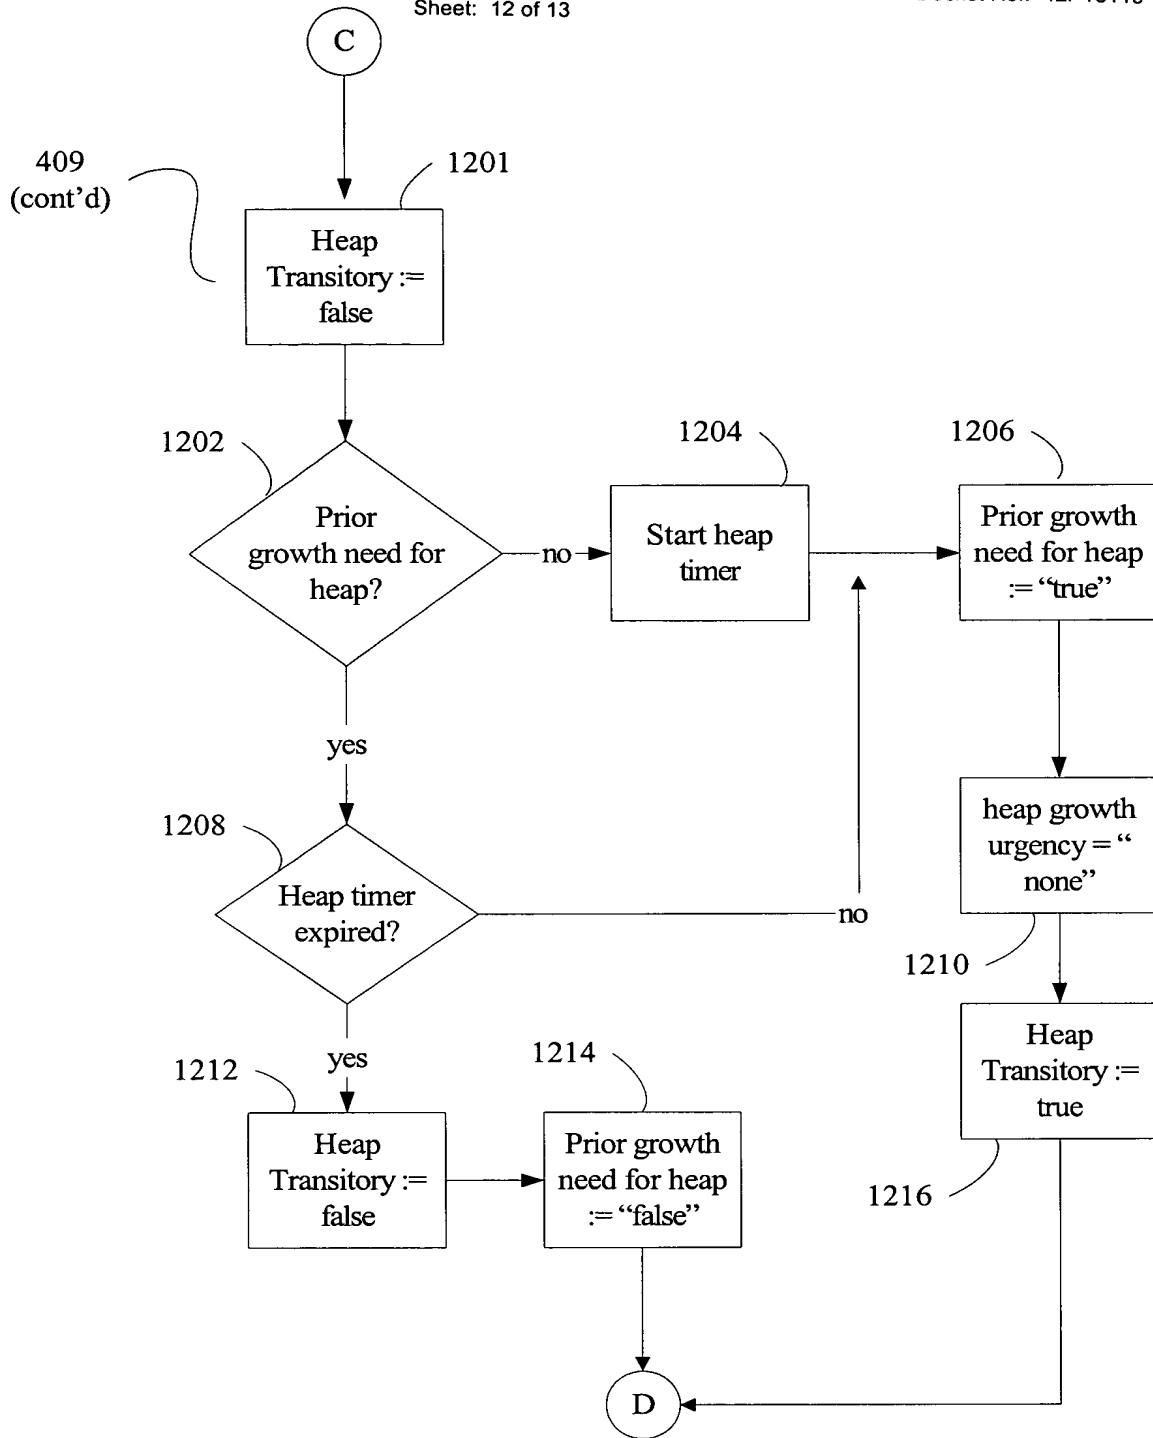 Sheet: 12 of 13
C
409
(cont'd)
1201
Heap
Transitory :=
false
1202
Prior
growth need for
heap?
no
1204
Start heap
timer
1206
Prior growth
need for heap
:= “true”
yes
1208
Heap timer
expired?
no
heap growth
urgency = “
none”
1210
yes
1212
Heap
Transitory :=
false
1214
Prior growth
need for heap
:= “false”
Heap
Transitory :=
true
1216
D